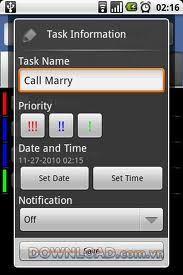 02:16
Task Information
Task Name
Call Marry
Priority
!!! !! !
Date and Time
11-27-2010 02:15
Set Date Set Time
Notification
Off
Save
DOWNLOAD.com.vn